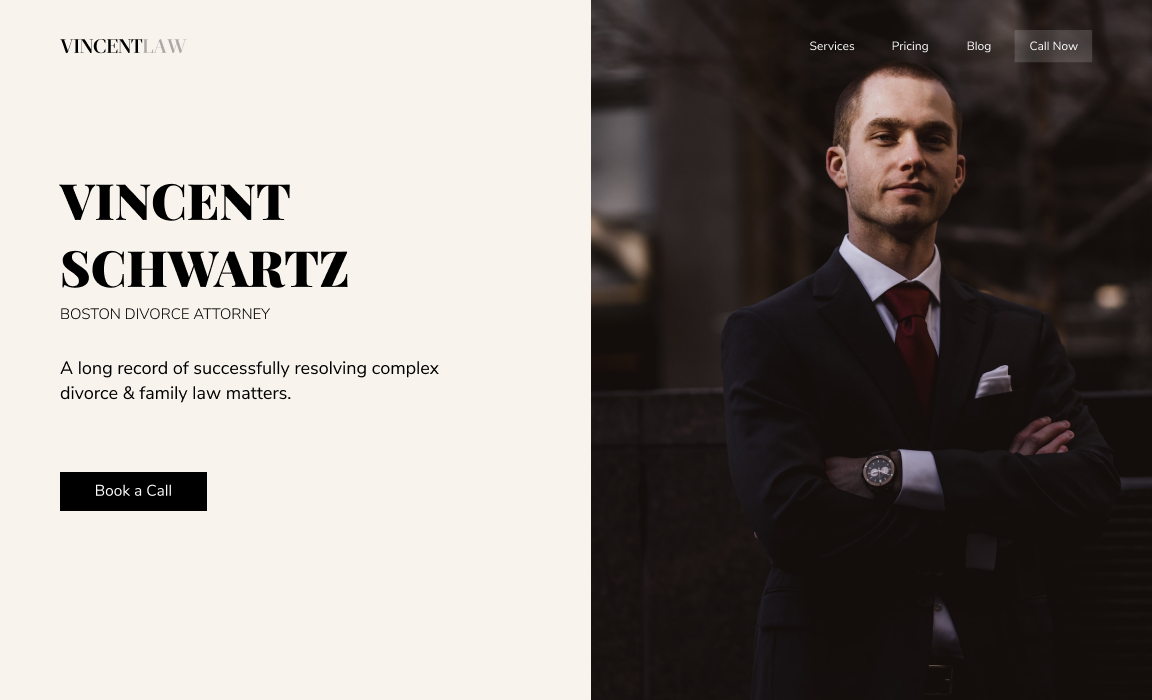 VINCENTLAW
Services Pricing Blog Call Now
VINCENT
SCHWARTZ
BOSTON DIVORCE ATTORNEY
A long record of successfully resolving complex
divorce & family law matters.
Book a Call